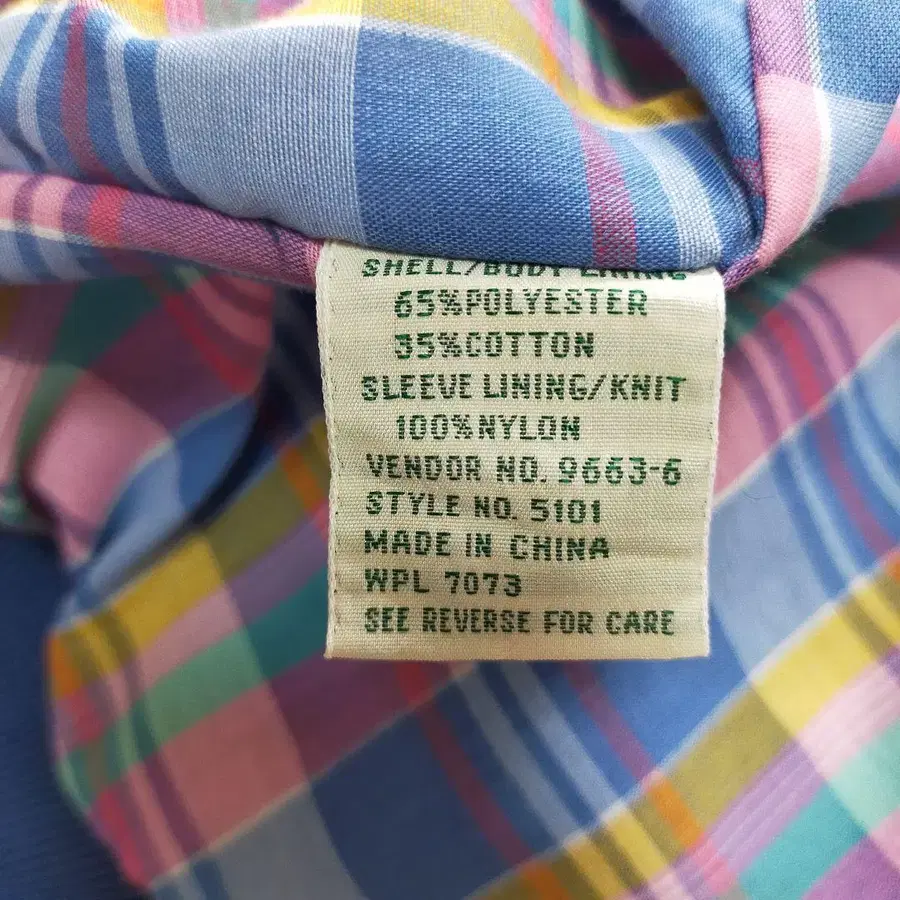 SHELL/BODY LINING
65%POLYESTER
35%COTTON
SLEEVE LINING/KNIT
100%NYLON
VENDOR NO. 9663-6
STYLE NO. 5101
MADE IN CHINA
WPL 7073
SEE REVERSE FOR CARE